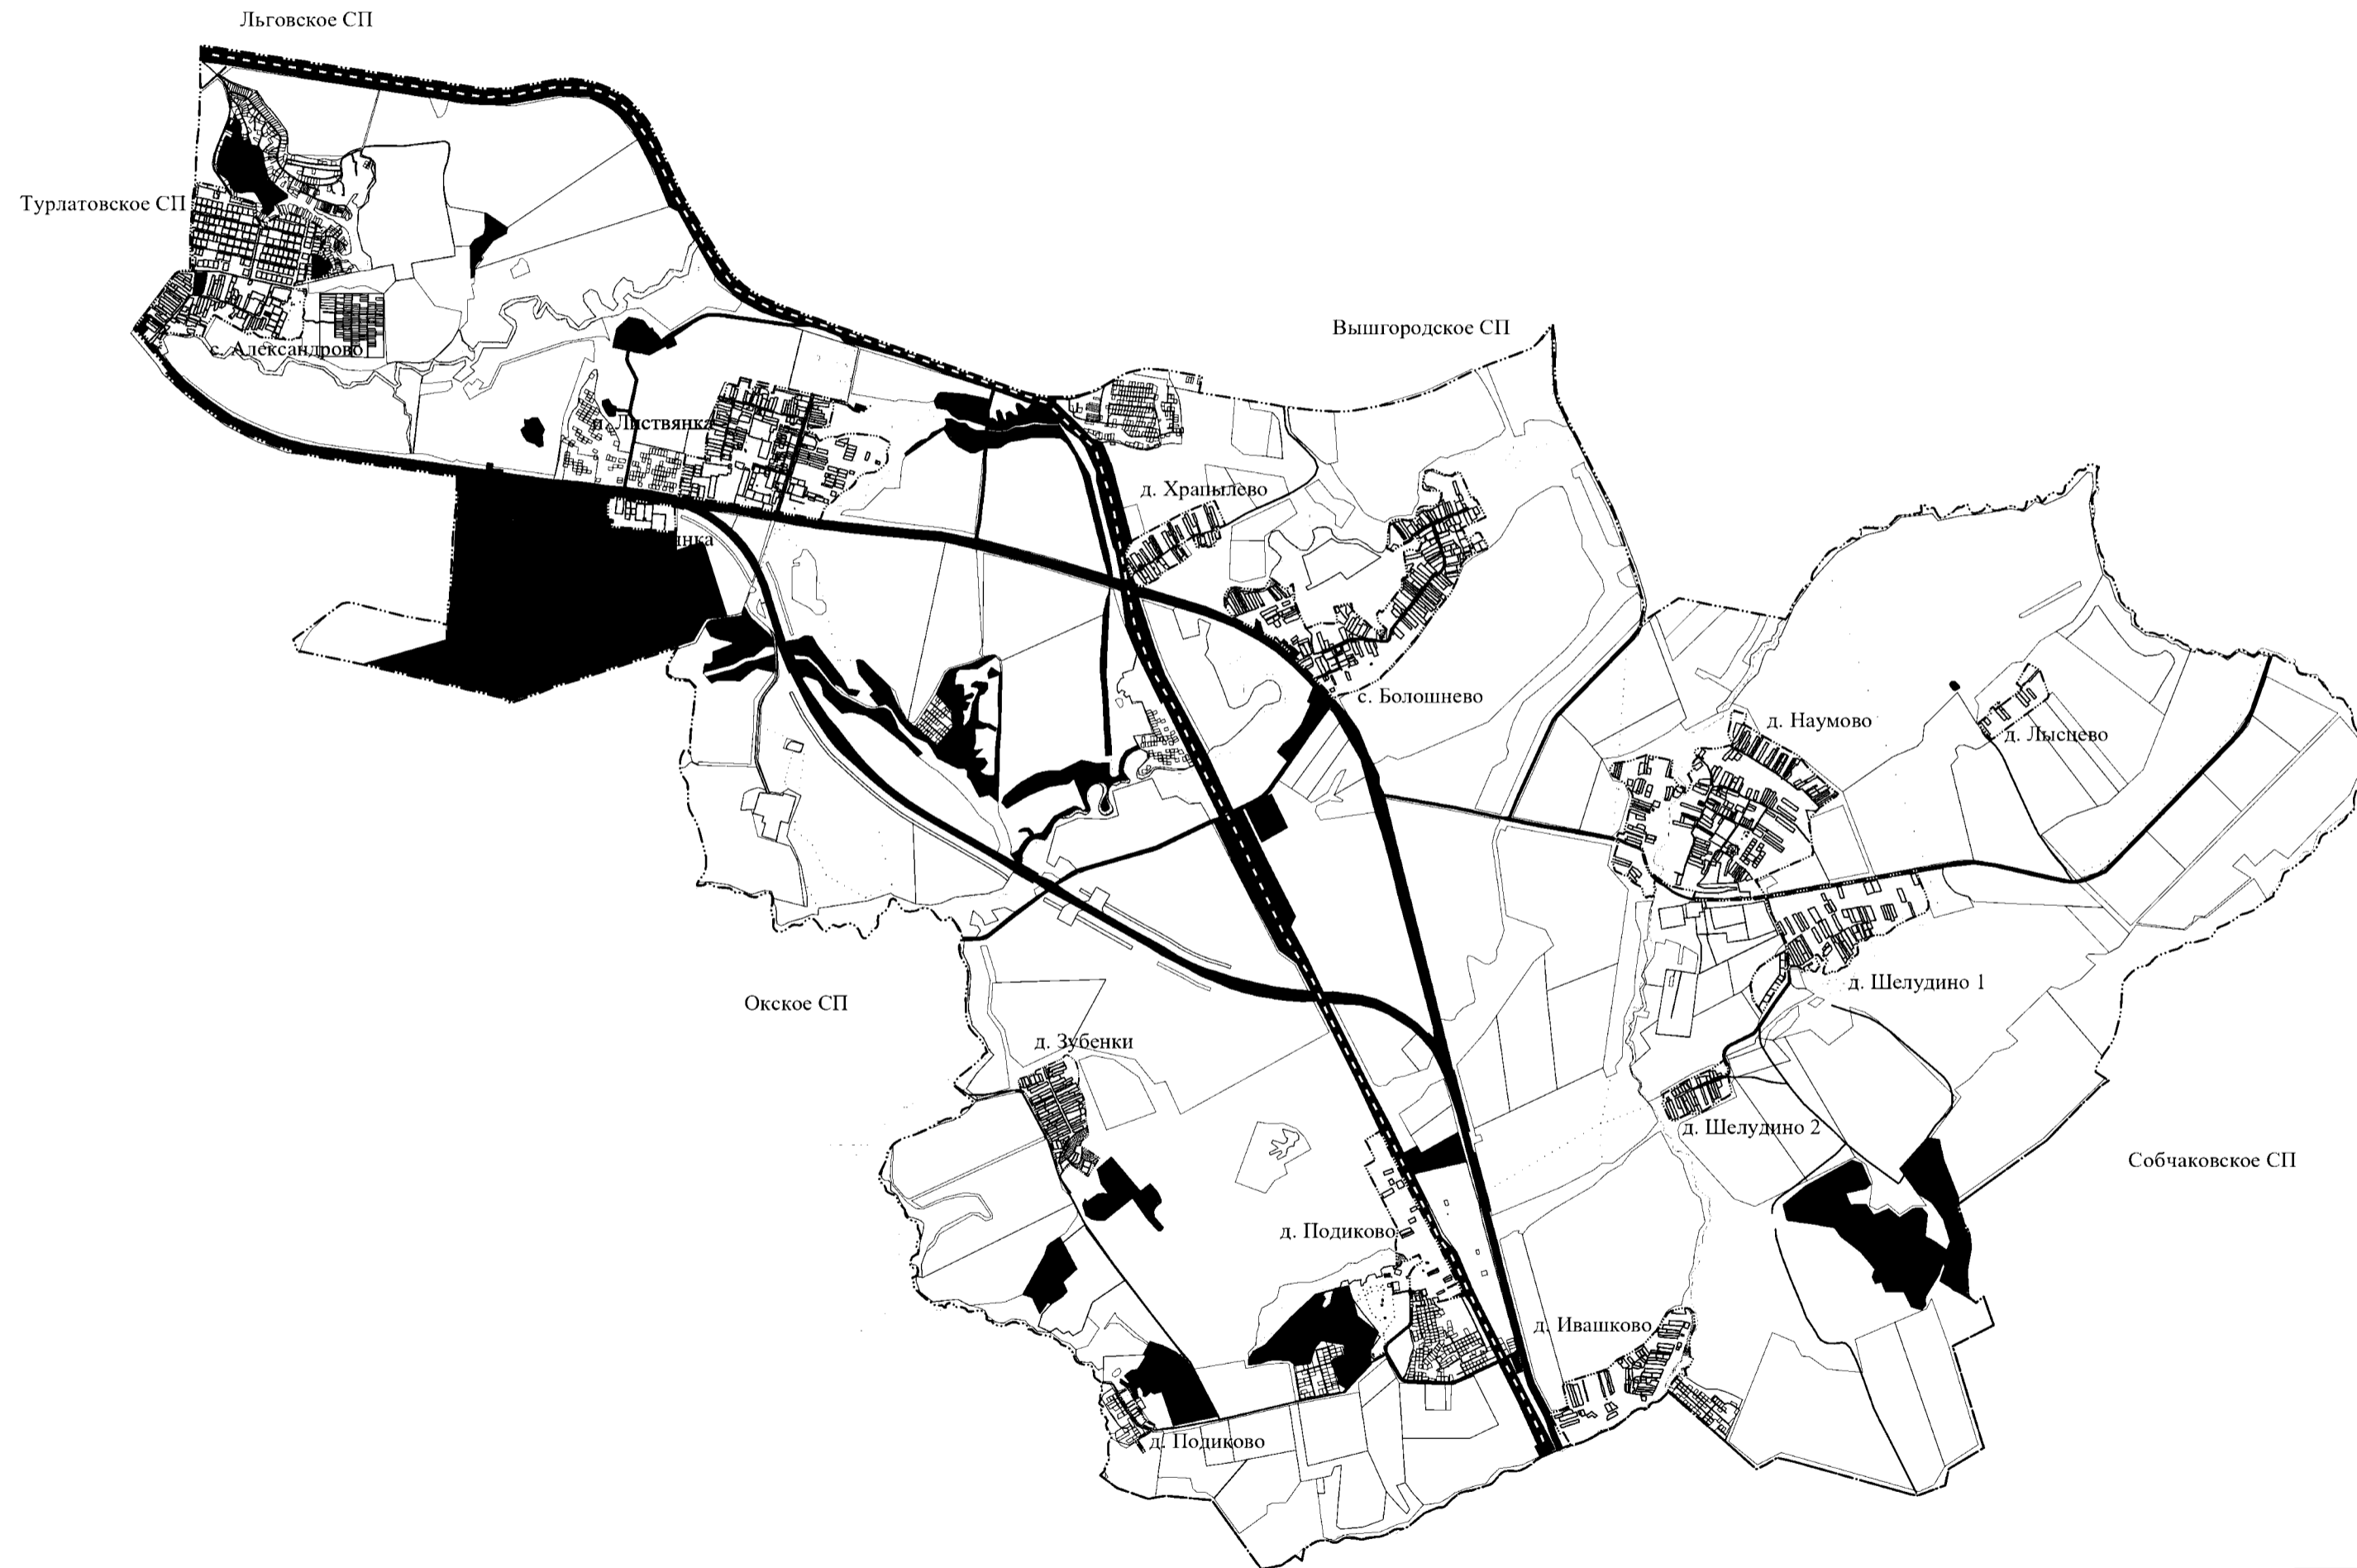 Льговское СП
Турлатовское СП
Вышгородское СП
с. Александрово
п. Листвянка
д. Храпылево
нка
с. Болошнево
д. Наумово
д. Лысцево
д. Шелудино 1
Окское СП
д. Зубенки
д. Шелудино 2
Собчаковское СП
д. Подиково
д. Ивашково
д. Подиково